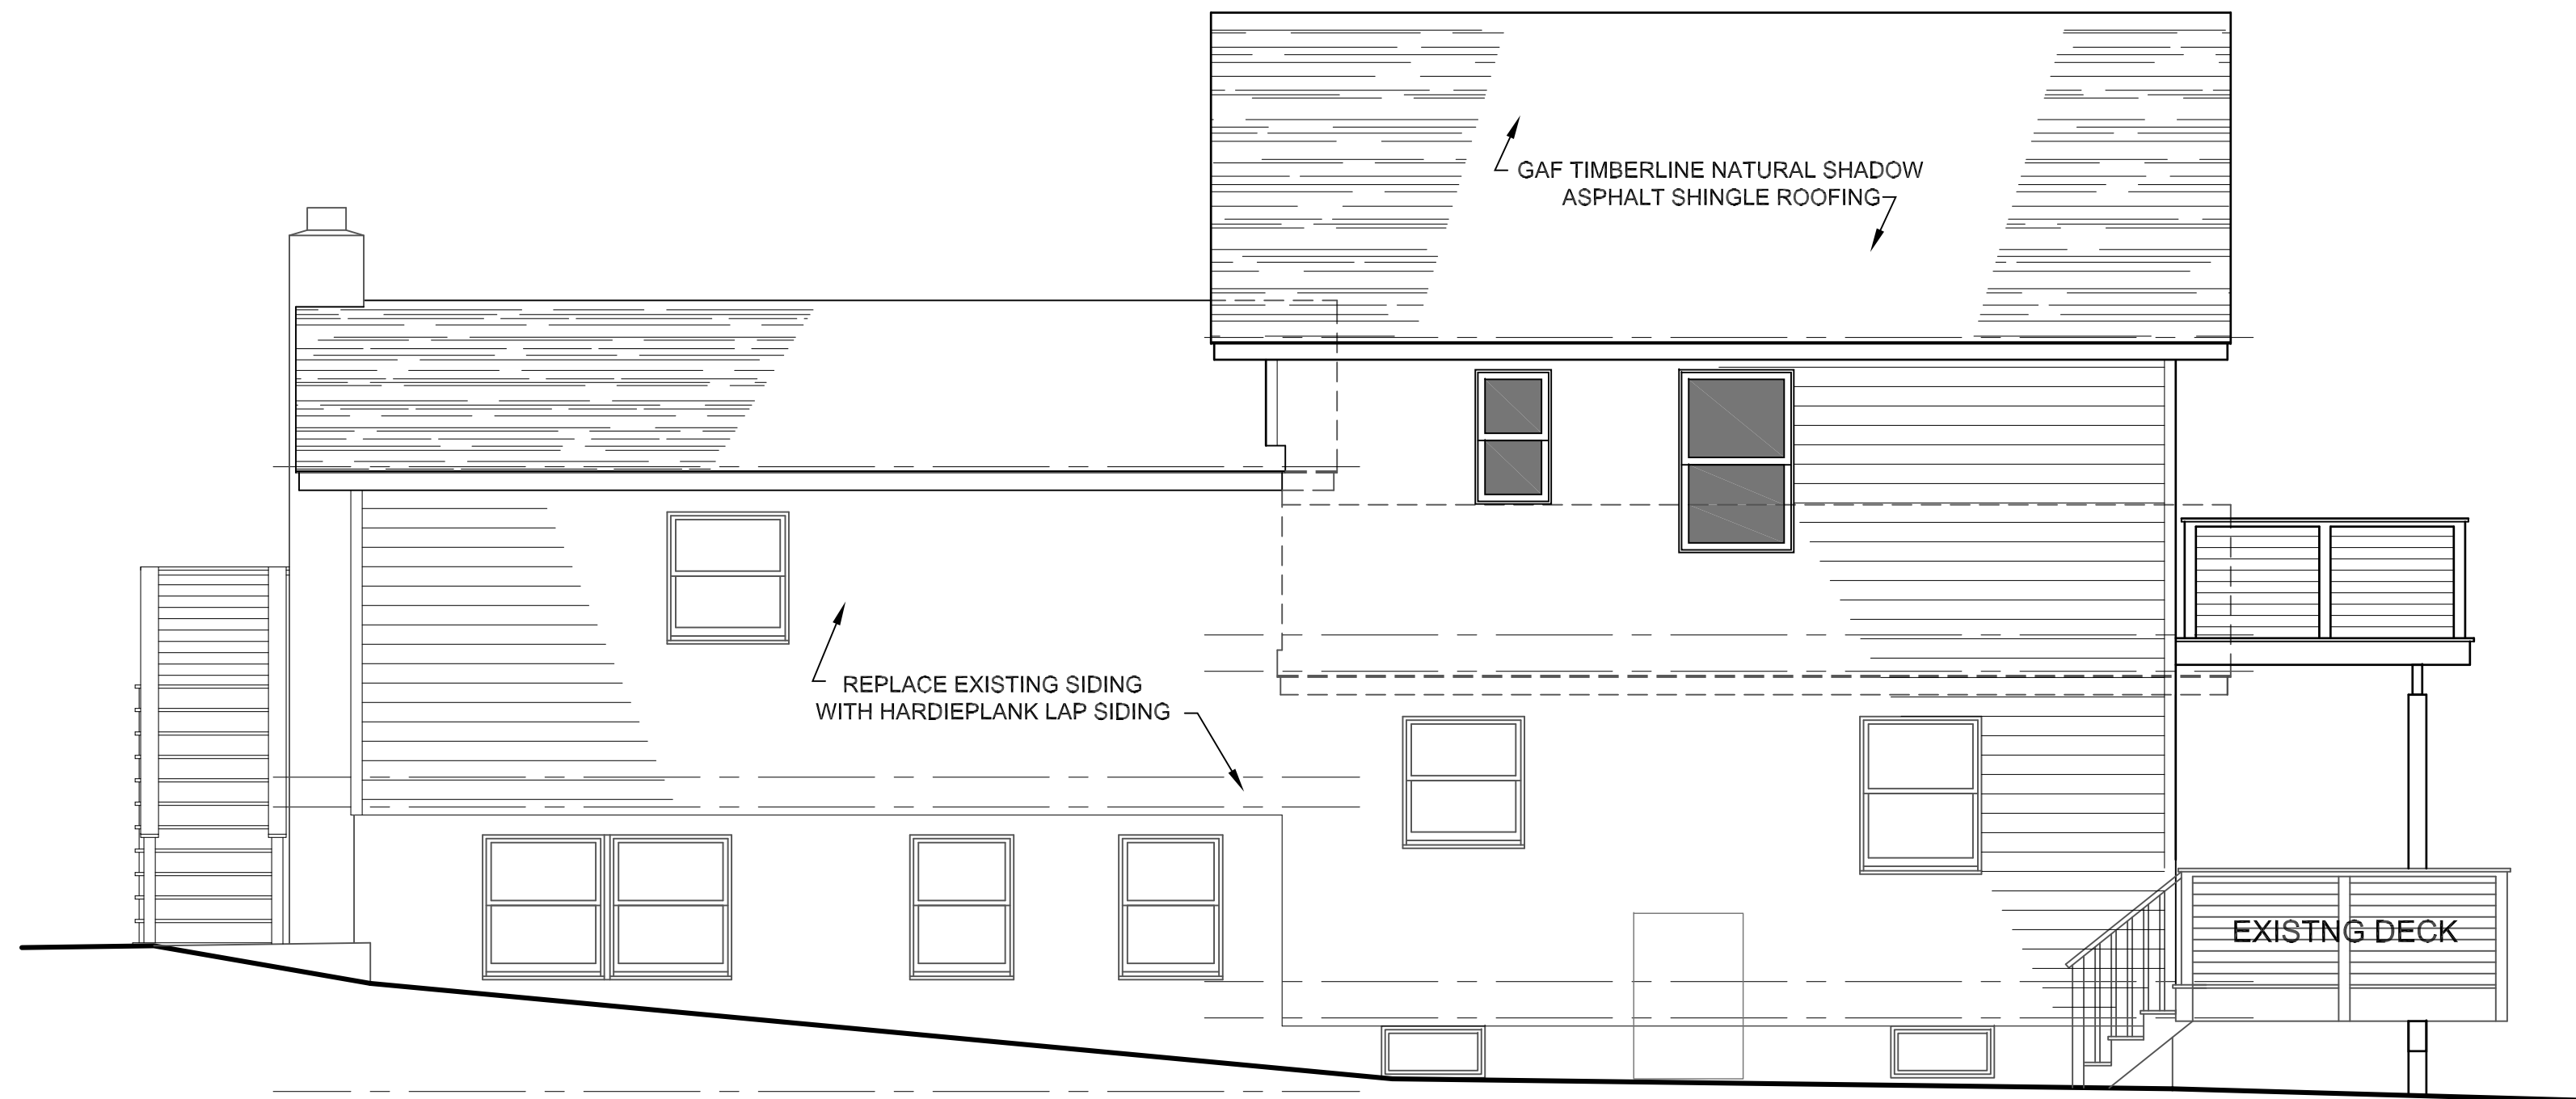 GAF TIMBERLINE NATURAL SHADOW
ASPHALT SHINGLE ROOFING
REPLACE EXISTING SIDING
WITH HARDIEPLANK LAP SIDING
EXISTNG DECK